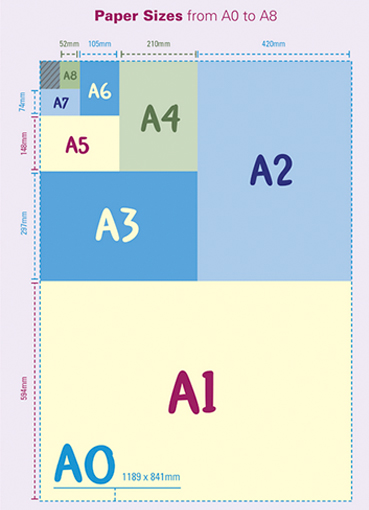 Paper Sizes from A0 to A8
52mm 105mm 210mm 420mm
A8
A6
74mm
A7
A4
148mm
A5
A2
297mm
A3
594mm
A1
A0 1189 x 841mm